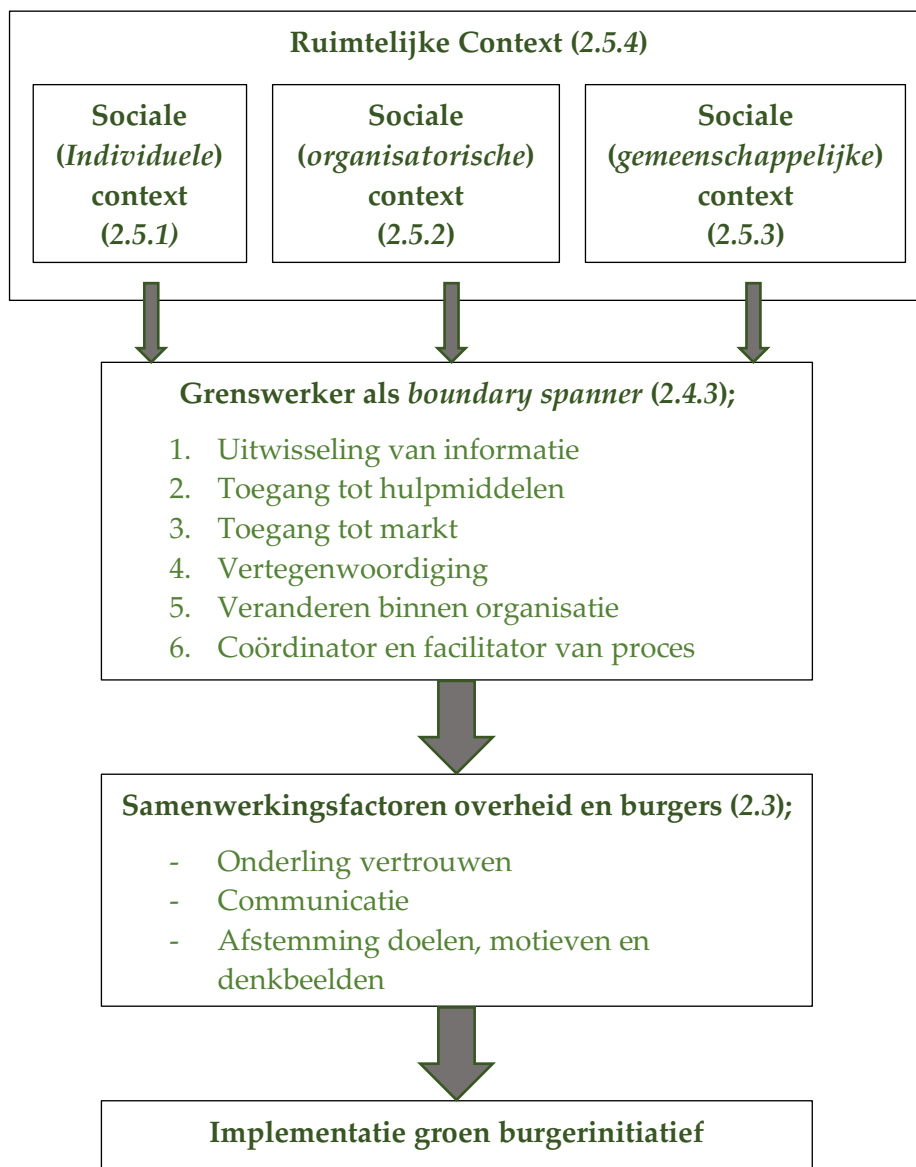 Ruimtelijke Context (2.5.4)
Sociale
(Individuele)
context
(2.5.1)
Sociale
(organisatorische)
context
(2.5.2)
Sociale
(gemeenschappelijke)
context
(2.5.3)
Grenswerker als boundary spanner (2.4.3);
1. Uitwisseling van informatie
2. Toegang tot hulpmiddelen
3. Toegang tot markt
4. Vertegenwoordiging
5. Veranderen binnen organisatie
6. Coördinator en facilitator van proces
Samenwerkingsfactoren overheid en burgers (2.3);
- Onderling vertrouwen
- Communicatie
- Afstemming doelen, motieven en
denkbeelden
Implementatie groen burgerinitiatief